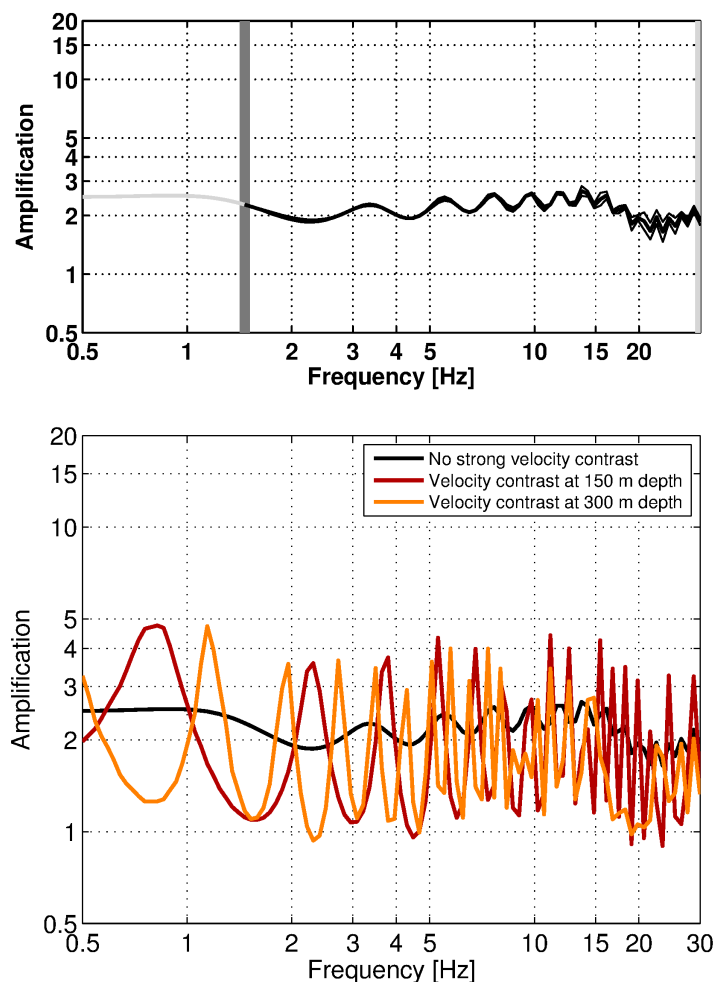 20
10
5
4
3
2
1
0.5
Amplification
0.5 1 2 3 4 5 10 15 20
Frequency [Hz]
20
15
10
5
4
3
2
1
0.5
Amplification
No strong velocity contrast
Velocity contrast at 150 m depth
Velocity contrast at 300 m depth
0.5 1 2 3 4 5 10 15 20 30
Frequency [Hz]